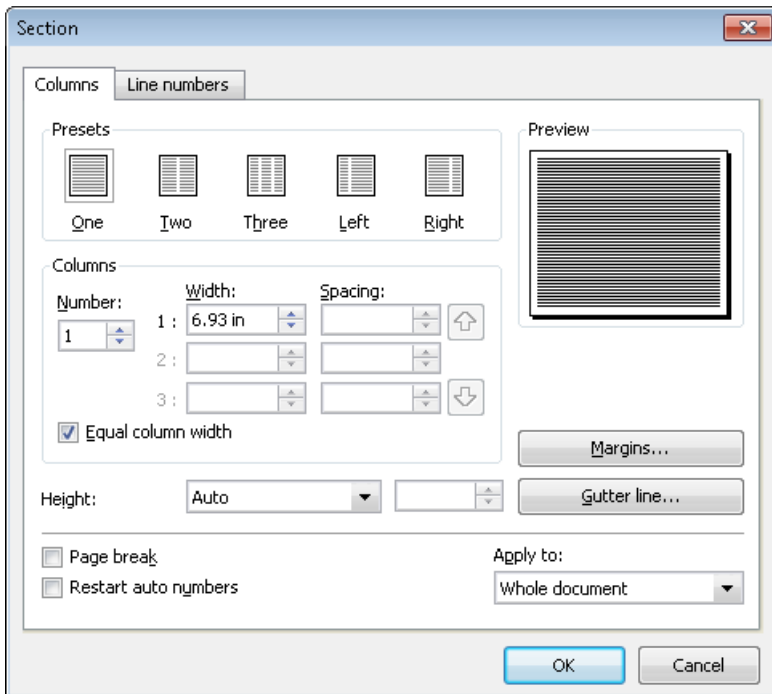 Section
Columns Line numbers
Presets
One Two Three Left Right
Preview
Columns
Number: Width: Spacing:
1 1 : 6.93 in
2 :
3 :
Equal column width
Margins...
Height: Auto Gutter line...
Page break
Restart auto numbers
Apply to:
Whole document
OK Cancel